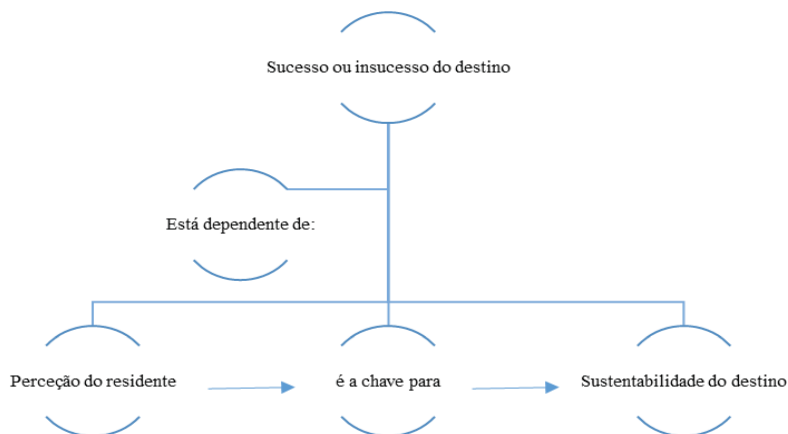 Sucesso ou insucesso do destino
Está dependente de:
Perceção do residente
é a chave para
Sustentabilidade do destino